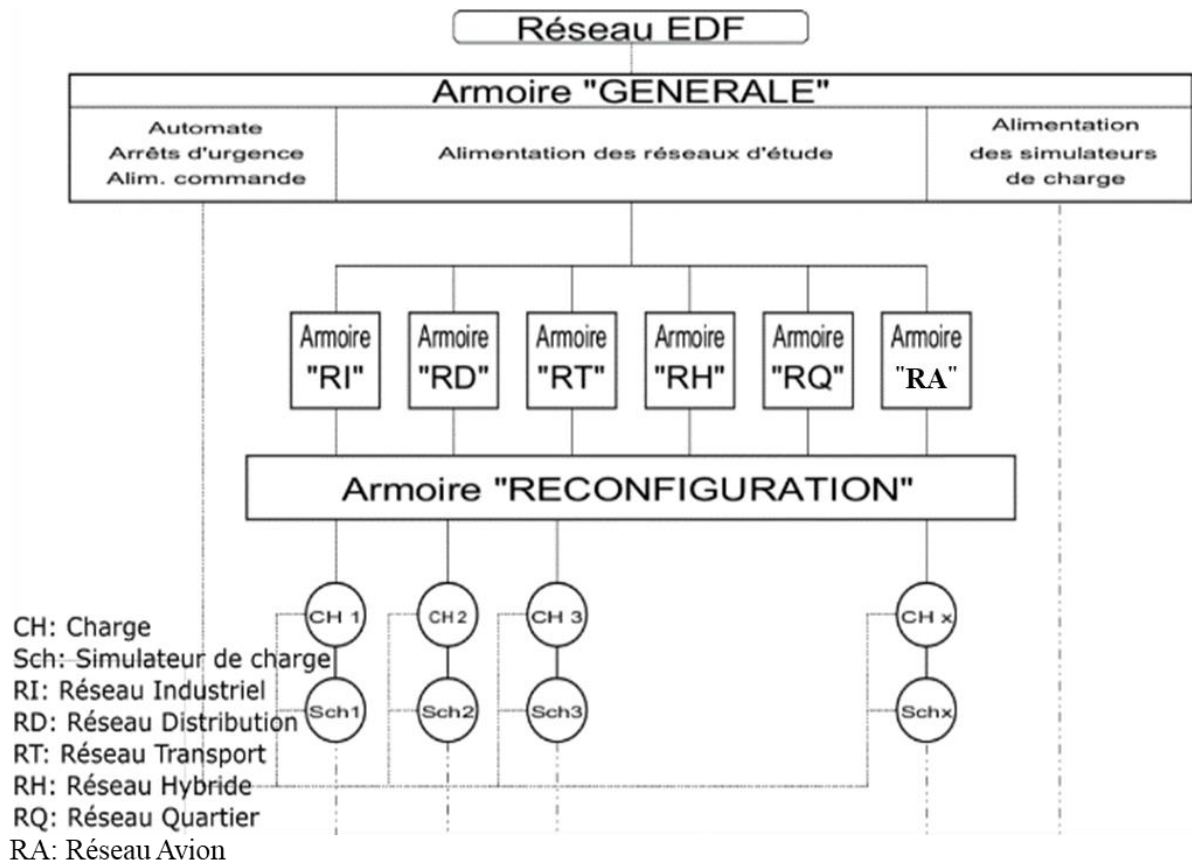 Réseau EDF
Armoire "GENERALE"
Automate
Arrêts d'urgence
Alim. commande
Alimentation des réseaux d'étude
Alimentation
des simulateurs
de charge
Armoire
"RI"
Armoire
"RD"
Armoire
"RT"
Armoire
"RH"
Armoire
"RQ"
Armoire
"RA"
Armoire "RECONFIGURATION"
CH 1
CH 2
CH 3
CH x
Sch1
Sch2
Sch3
Schx
CH: Charge
Sch: Simulateur de charge
RI: Réseau Industriel
RD: Réseau Distribution
RT: Réseau Transport
RH: Réseau Hybride
RQ: Réseau Quartier
RA: Réseau Avion